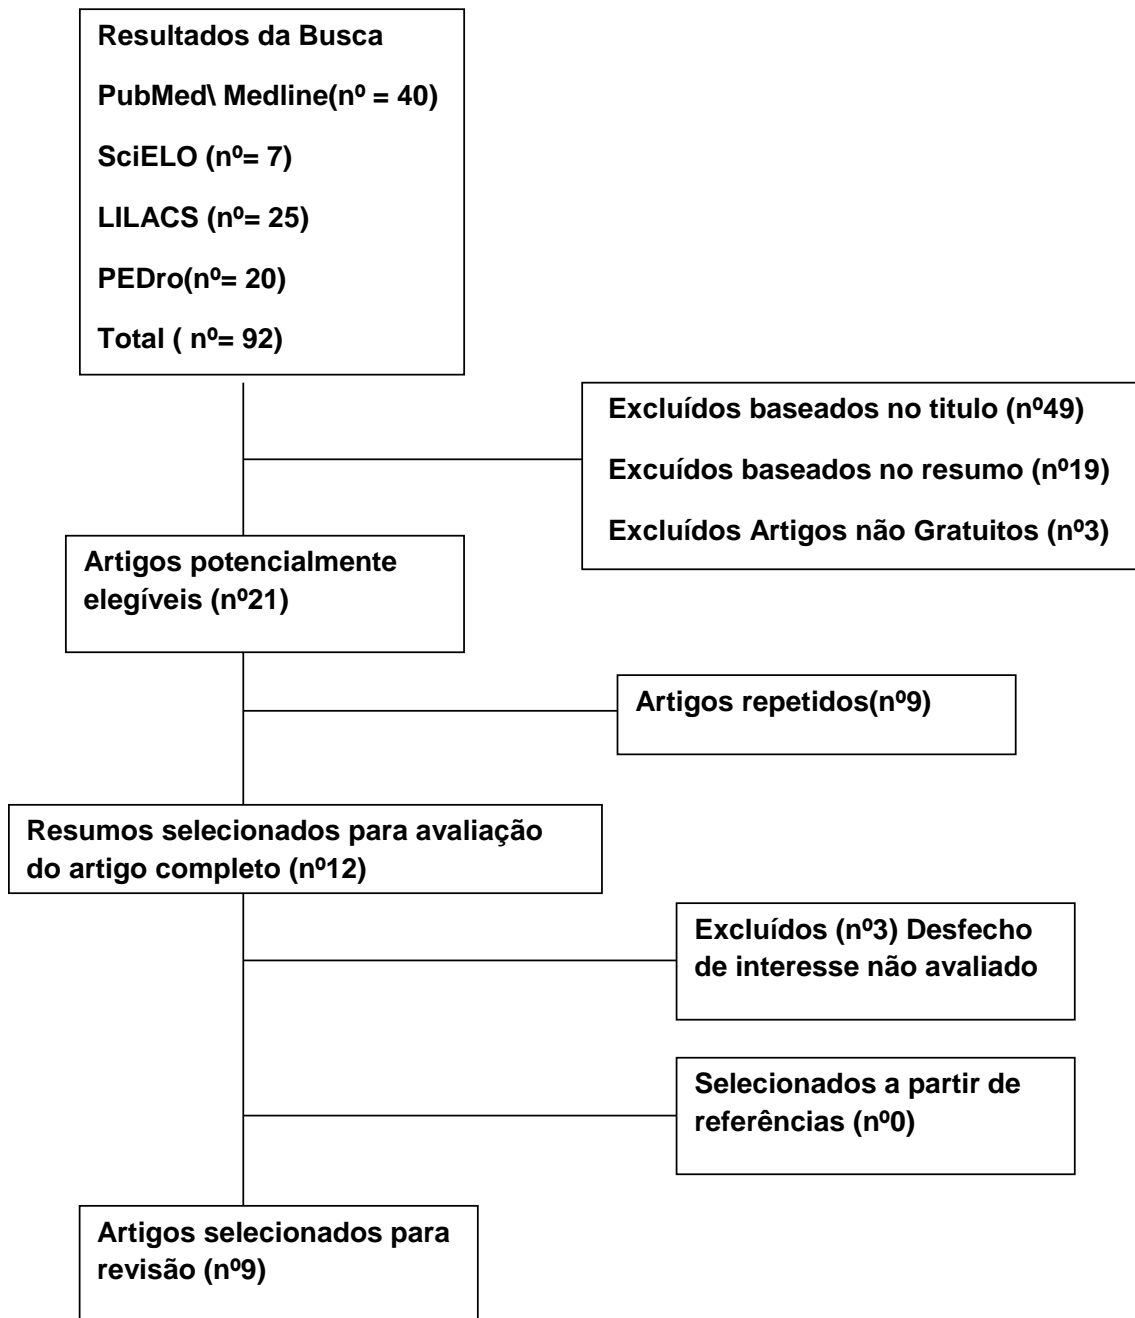 Resultados da Busca
PubMed\ Medline(nº = 40)
SciELO (nº= 7)
LILACS (nº= 25)
PEDro(nº= 20)
Total ( nº= 92)
Excluídos baseados no titulo (nº49)
Excuídos baseados no resumo (nº19)
Excluídos Artigos não Gratuitos (nº3)
Artigos potencialmente
elegíveis (nº21)
Artigos repetidos(nº9)
Resumos selecionados para avaliação
do artigo completo (nº12)
Excluídos (nº3) Desfecho
de interesse não avaliado
Selecionados a partir de
referências (nº0)
Artigos selecionados para
revisão (nº9)